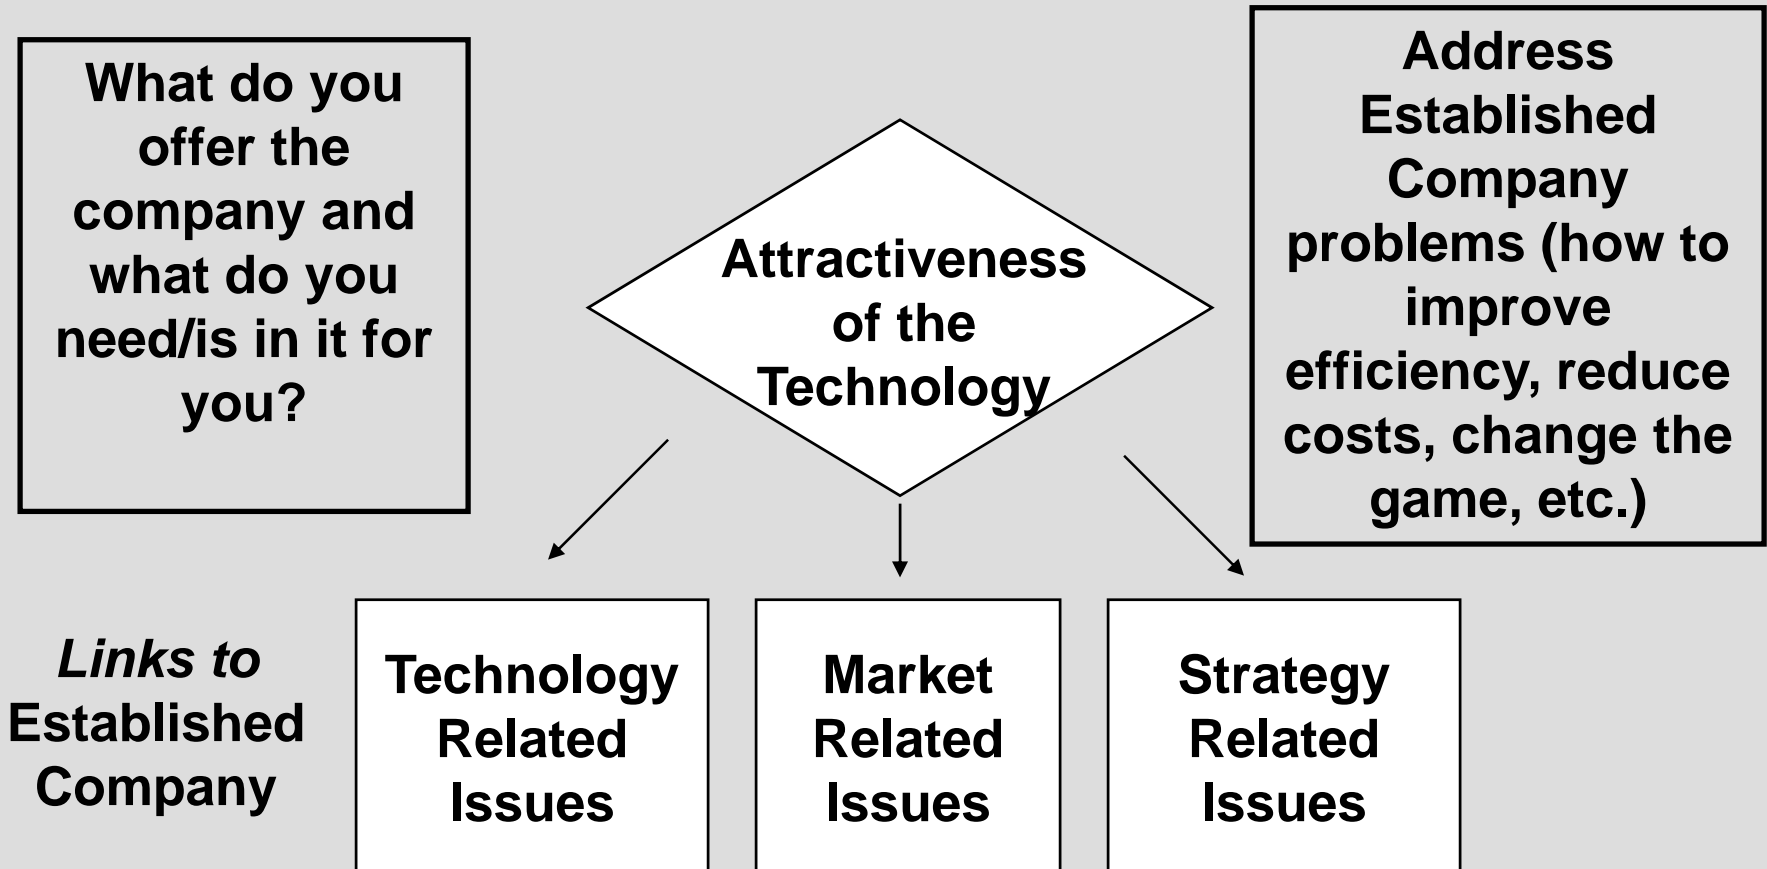 What do you
offer the
company and
what do you
need/is in it for
you?
Attractiveness
of the
Technology
Address
Established
Company
problems (how to
improve
efficiency, reduce
costs, change the
game, etc.)
Links to
Established
Company
Technology
Related
Issues
Market
Related
Issues
Strategy
Related
Issues